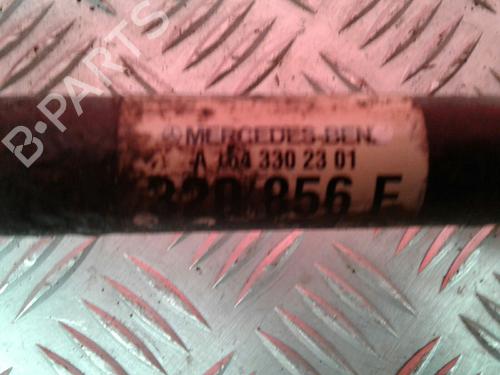 B-PARTS
MERCEDES-BEN
A 164 330 23 01
320/856 F